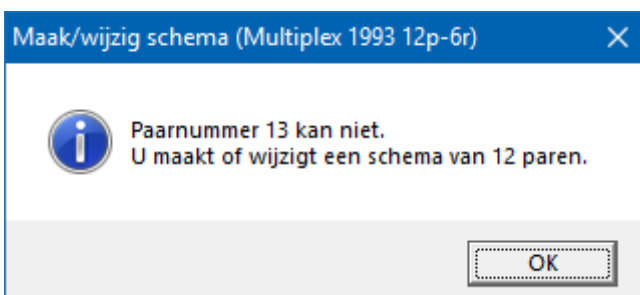 Maak/wijzig schema (Multiplex 1993 12p-6r)
Paarnummer 13 kan niet.
U maakt of wijzigt een schema van 12 paren.
OK